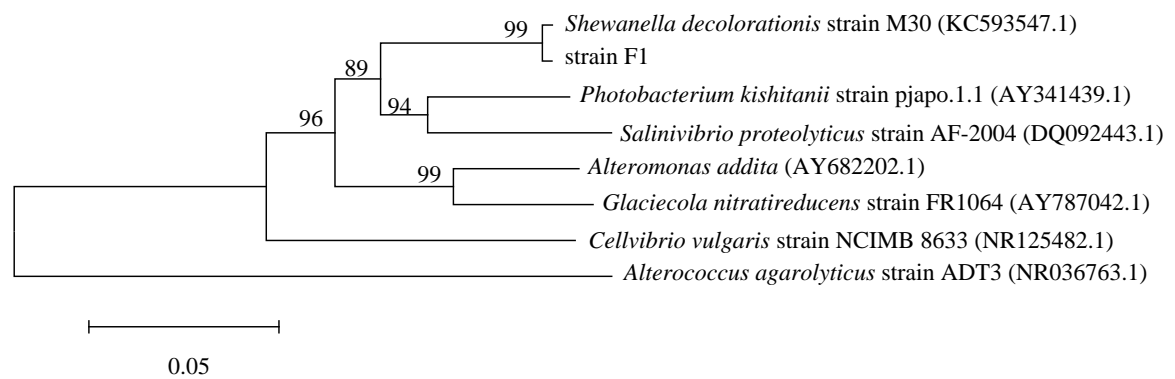 99 Shewanella decolorationis strain M30 (KC593547.1)
strain F1
89
Photobacterium kishitanii strain pjapo.1.1 (AY341439.1)
94
96
Salinivibrio proteolyticus strain AF-2004 (DQ092443.1)
Alteromonas addita (AY682202.1)
99
Glaciecola nitratireducens strain FR1064 (AY787042.1)
Cellvibrio vulgaris strain NCIMB 8633 (NR125482.1)
Alterococcus agarolyticus strain ADT3 (NR036763.1)
0.05